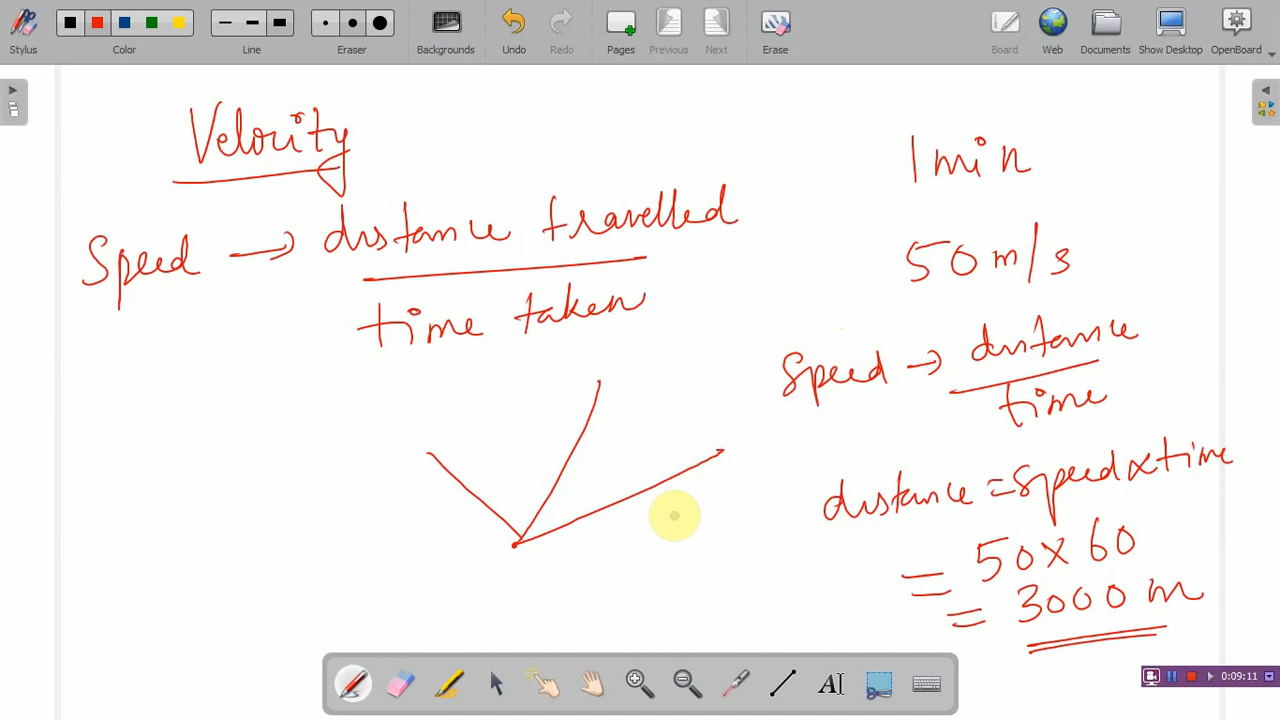 Stylus
Color
Line
Eraser
Backgrounds
Undo
Redo
Pages
Previous
Next
Erase
Board
Web
Documents
Show Desktop
OpenBoard
Velocity
Speed → distance travelled
time taken
1 min
50 m/s
Speed → distance
time
distance = Speed x time
= 50 x 60
= 3000 m
0:09:11